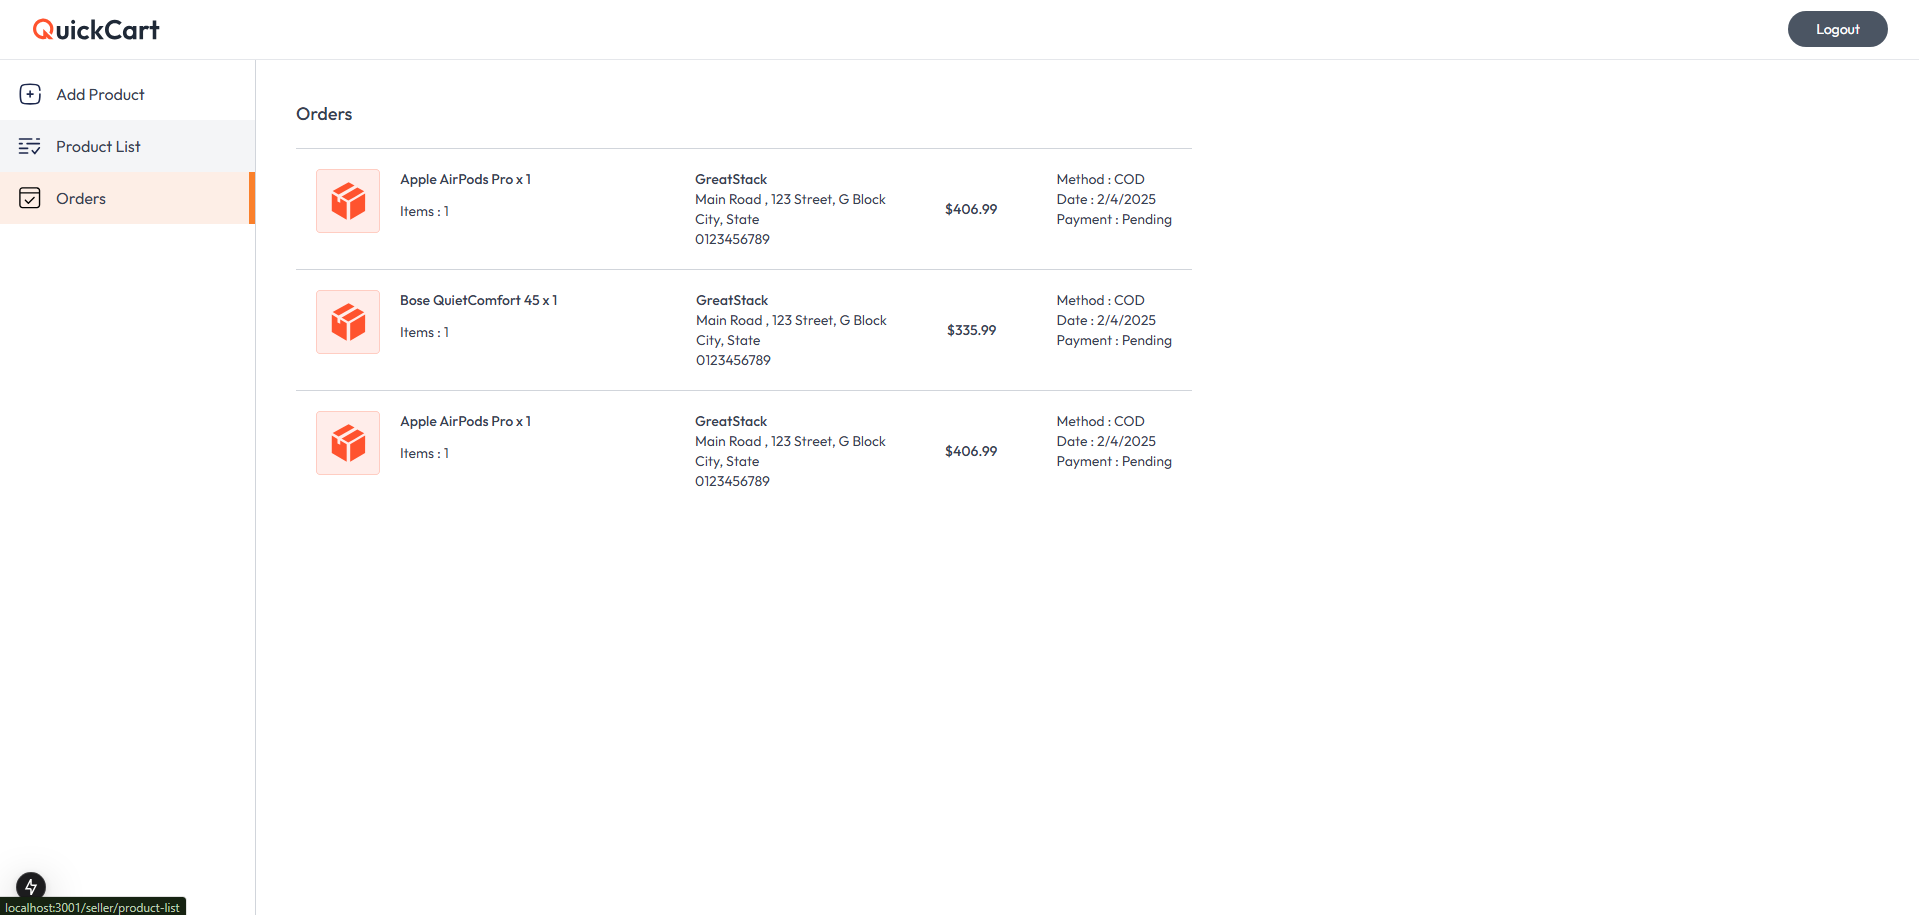 QuickCart
Logout
Add Product
Product List
Orders
Orders
Apple AirPods Pro x 1
Items : 1
GreatStack
Main Road , 123 Street, G Block
City, State
0123456789
$406.99
Method : COD
Date : 2/4/2025
Payment : Pending
Bose QuietComfort 45 x 1
Items : 1
GreatStack
Main Road , 123 Street, G Block
City, State
0123456789
$335.99
Method : COD
Date : 2/4/2025
Payment : Pending
Apple AirPods Pro x 1
Items : 1
GreatStack
Main Road , 123 Street, G Block
City, State
0123456789
$406.99
Method : COD
Date : 2/4/2025
Payment : Pending
localhost:3001/seller/product-list